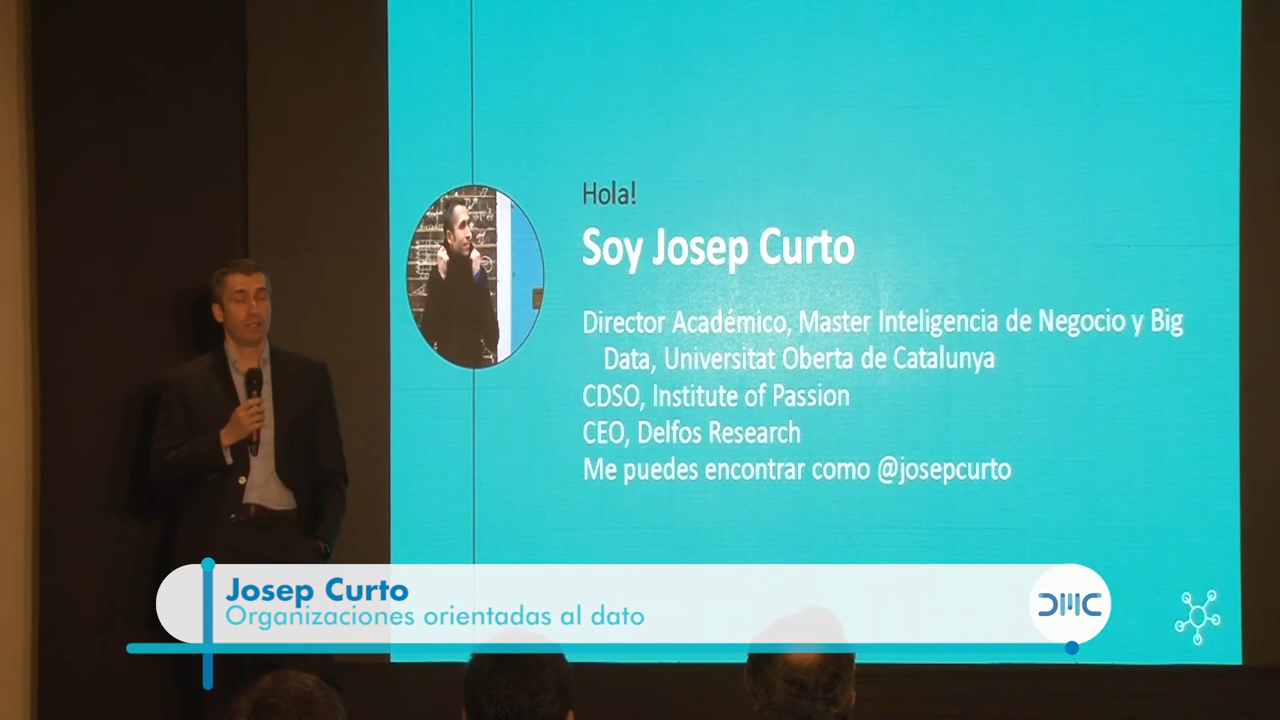 Hola!
Soy Josep Curto
Director Académico, Master Inteligencia de Negocio y Big
Data, Universitat Oberta de Catalunya
CDSO, Institute of Passion
CEO, Delfos Research
Me puedes encontrar como @josepcurto
Josep Curto
Organizaciones orientadas al dato
DMC